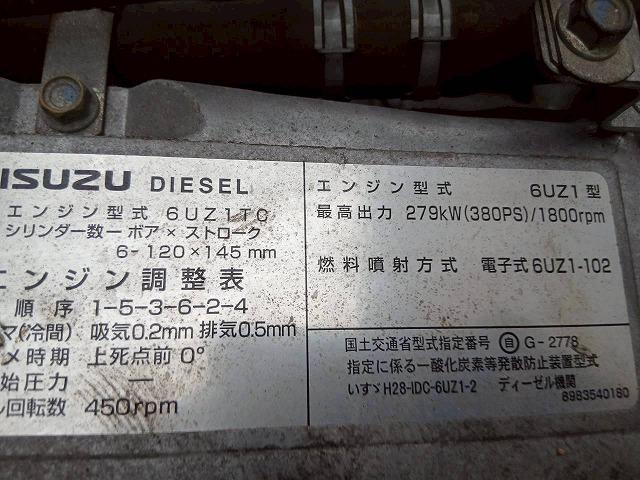 ISUZU DIESEL
エンジン型式 6UZ1TC
シリンダー数ーボア×ストローク
6-120×145mm
エンジン調整表
順序 1-5-3-6-2-4
マ(冷間) 吸気0.2mm 排気0.5mm
メ時期 上死点前 0°
始圧力 ー
ル回転数 450rpm
エンジン型式 6UZ1型
最高出力 279kW(380PS)/1800rpm
燃料噴射方式 電子式6UZ1-102
国土交通省型式指定番号 自 G-2778
指定に係る一酸化炭素等発散防止装置型式
いすゞH28-IDC-6UZ1-2 ディーゼル機関
8983540180